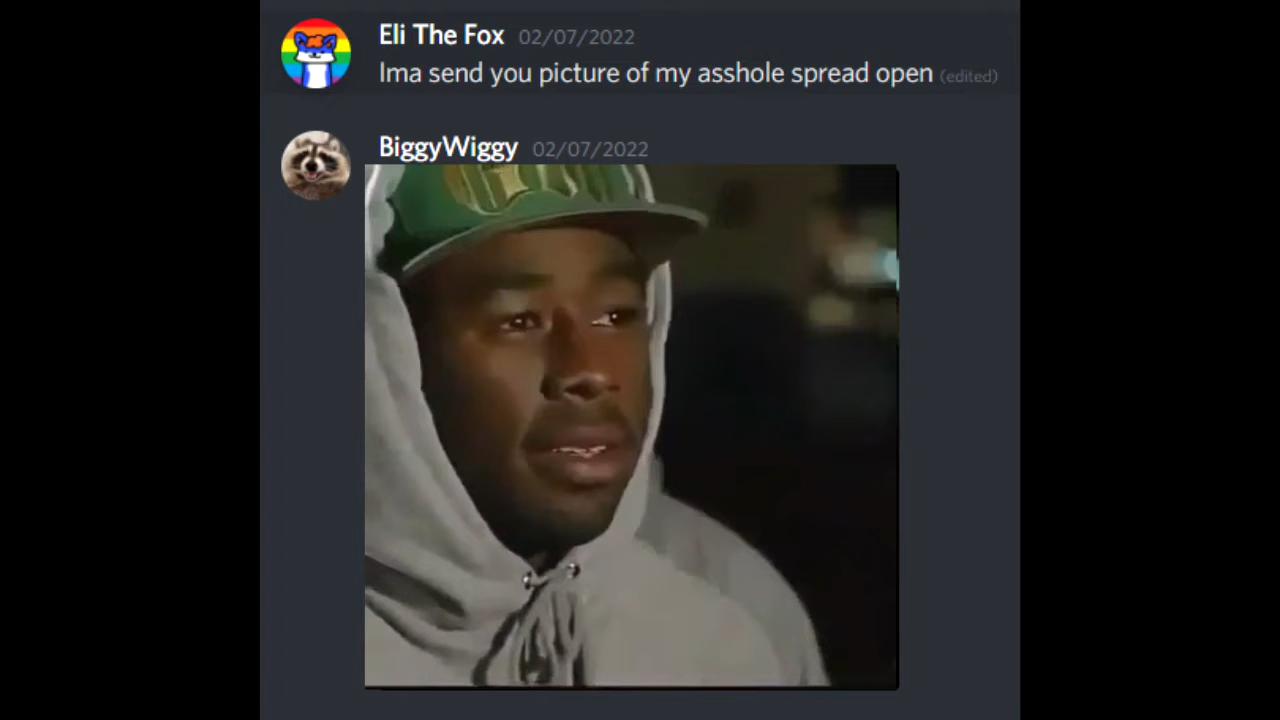 Eli The Fox 02/07/2022
Ima send you picture of my asshole spread open (edited)
BiggyWiggy 02/07/2022